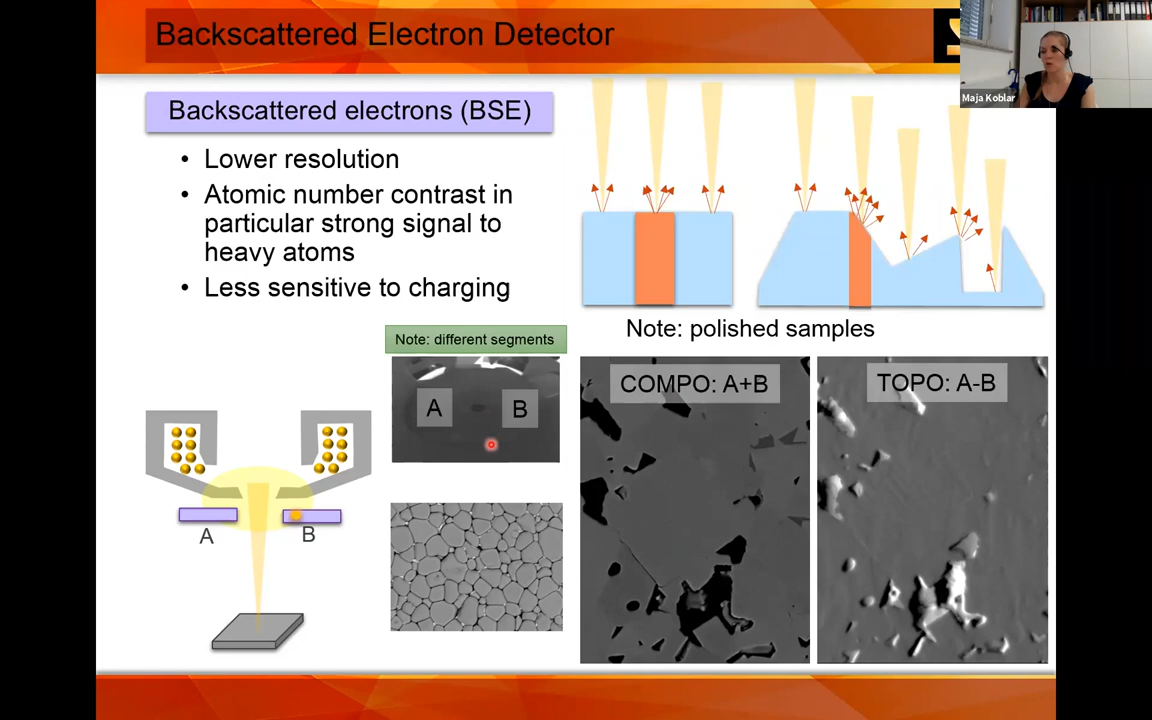 Backscattered Electron Detector
Maja Koblar
Backscattered electrons (BSE)
• Lower resolution
• Atomic number contrast in
particular strong signal to
heavy atoms
• Less sensitive to charging
Note: polished samples
Note: different segments
A
B
COMPO: A+B
TOPO: A-B
A
B